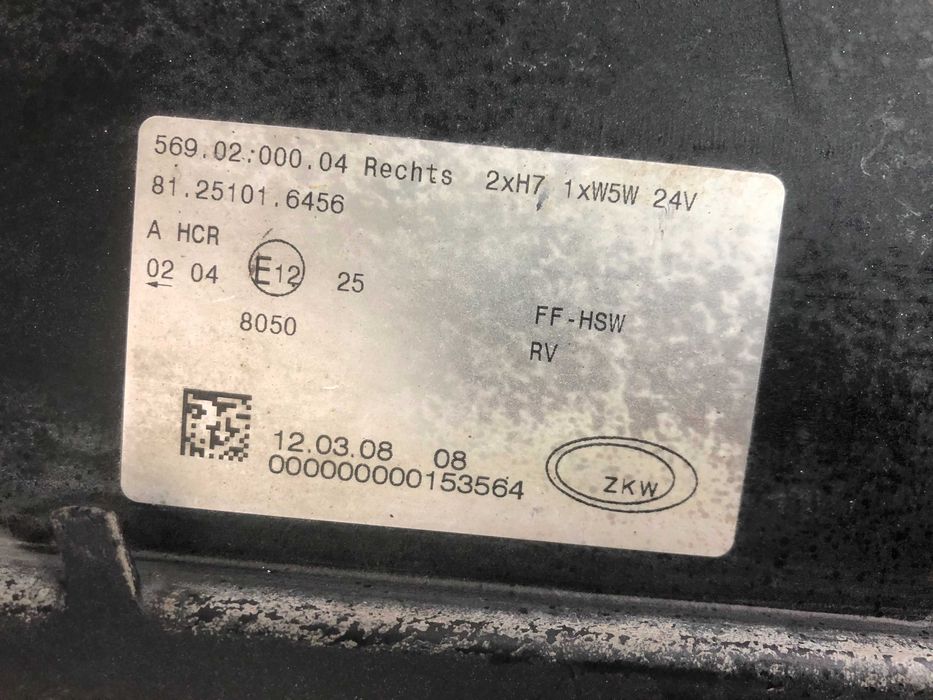 569.02.000.04 Rechts 2xH7 1xW5W 24V
81.25101.6456
A HCR
02 04 E12 25
8050
FF-HSW
RV
12.03.08 08
000000000153564
ZKW